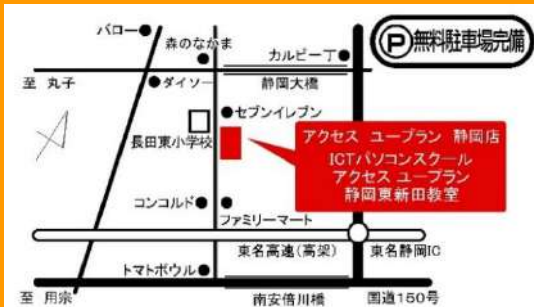 バロー
森のなかま
カルビー丁
P 無料駐車場完備
至 丸子
ダイソー
静岡大橋
セブンイレブン
長田東小学校
アクセス ユープラン 静岡店
ICTパソコンスクール
アクセス ユープラン
静岡東新田教室
コンコルド
ファミリーマート
東名高速(高架)
東名静岡IC
トマトボウル
至 用宗
南安倍川橋
国道150号